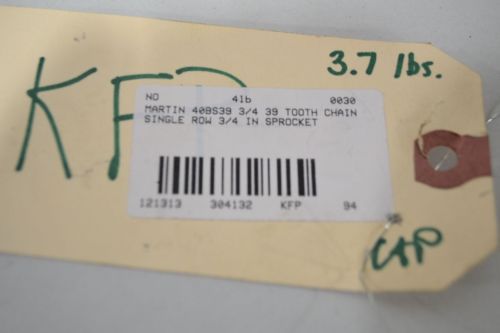 3.7 lbs.
KFP
NO 4lb 0030
MARTIN 40BS39 3/4 39 TOOTH CHAIN
SINGLE ROW 3/4 IN SPROCKET
121313 304132 KFP 94